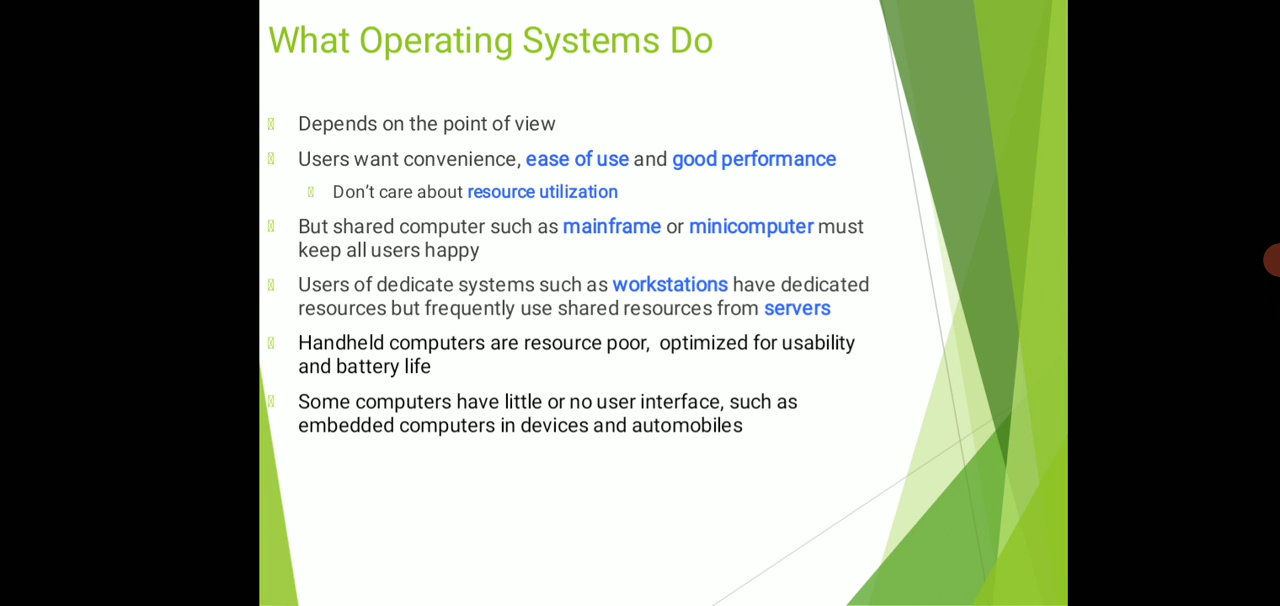 What Operating Systems Do
Depends on the point of view
Users want convenience, ease of use and good performance
Don't care about resource utilization
But shared computer such as mainframe or minicomputer must
keep all users happy
Users of dedicate systems such as workstations have dedicated
resources but frequently use shared resources from servers
Handheld computers are resource poor,  optimized for usability
and battery life
Some computers have little or no user interface, such as
embedded computers in devices and automobiles